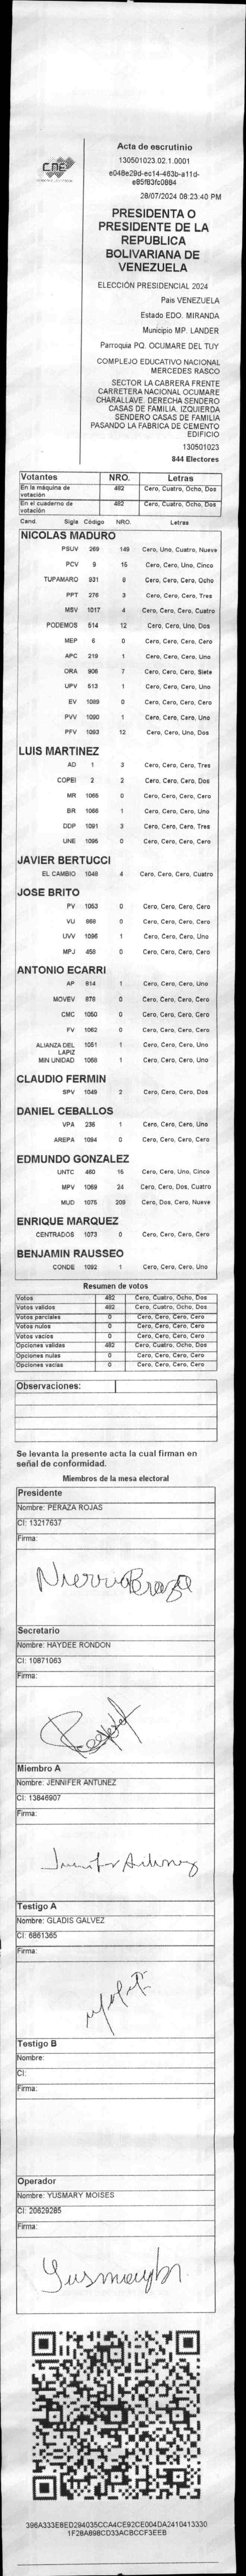 CNE
Acta de escrutinio
130501023.02.1.0001
e048e29d-ec14-463b-a11d-
e85f83fc0884
28/07/2024 08:23:40 PM
PRESIDENTA O
PRESIDENTE DE LA
REPUBLICA
BOLIVARIANA DE
VENEZUELA
ELECCIÓN PRESIDENCIAL 2024
Pais VENEZUELA
Estado EDO. MIRANDA
Municipio MP. LANDER
Parroquia PQ. OCUMARE DEL TUY
COMPLEJO EDUCATIVO NACIONAL
MERCEDES RASCO
SECTOR LA CABRERA FRENTE
CARRETERA NACIONAL OCUMARE
CHARALLAVE. DERECHA SENDERO
CASAS DE FAMILIA. IZQUIERDA
SENDERO CASAS DE FAMILIA
PASANDO LA FABRICA DE CEMENTO
EDIFICIO
130501023
844 Electores
Votantes NRO. Letras
En la máquina de votación 482 Cero, Cuatro, Ocho, Dos
En el cuaderno de votación 482 Cero, Cuatro, Ocho, Dos
Cand. Sigla Código NRO. Letras
NICOLAS MADURO
PSUV 269 149 Cero, Uno, Cuatro, Nueve
PCV 9 15 Cero, Cero, Uno, Cinco
TUPAMARO 931 8 Cero, Cero, Cero, Ocho
PPT 276 3 Cero, Cero, Cero, Tres
MSV 1017 4 Cero, Cero, Cero, Cuatro
PODEMOS 514 12 Cero, Cero, Uno, Dos
MEP 6 0 Cero, Cero, Cero, Cero
APC 219 1 Cero, Cero, Cero, Uno
ORA 906 7 Cero, Cero, Cero, Siete
UPV 613 1 Cero, Cero, Cero, Uno
EV 1089 0 Cero, Cero, Cero, Cero
PVV 1090 1 Cero, Cero, Cero, Uno
PFV 1093 12 Cero, Cero, Uno, Dos
LUIS MARTINEZ
AD 1 3 Cero, Cero, Cero, Tres
COPEI 2 2 Cero, Cero, Cero, Dos
MR 1065 0 Cero, Cero, Cero, Cero
BR 1066 1 Cero, Cero, Cero, Uno
DDP 1091 3 Cero, Cero, Cero, Tres
UNE 1095 0 Cero, Cero, Cero, Cero
JAVIER BERTUCCI
EL CAMBIO 1048 4 Cero, Cero, Cero, Cuatro
JOSE BRITO
PV 1053 0 Cero, Cero, Cero, Cero
VU 868 0 Cero, Cero, Cero, Cero
UVV 1096 1 Cero, Cero, Cero, Uno
MPJ 458 0 Cero, Cero, Cero, Cero
ANTONIO ECARRI
AP 814 1 Cero, Cero, Cero, Uno
MOVEV 878 0 Cero, Cero, Cero, Cero
CMC 1050 0 Cero, Cero, Cero, Cero
FV 1062 0 Cero, Cero, Cero, Cero
ALIANZA DEL LAPIZ 1051 1 Cero, Cero, Cero, Uno
MIN UNIDAD 1058 1 Cero, Cero, Cero, Uno
CLAUDIO FERMIN
SPV 1049 2 Cero, Cero, Cero, Dos
DANIEL CEBALLOS
VPA 236 1 Cero, Cero, Cero, Uno
AREPA 1094 0 Cero, Cero, Cero, Cero
EDMUNDO GONZALEZ
UNTC 460 15 Cero, Cero, Uno, Cinco
MPV 1069 24 Cero, Cero, Dos, Cuatro
MUD 1075 209 Cero, Dos, Cero, Nueve
ENRIQUE MARQUEZ
CENTRADOS 1073 0 Cero, Cero, Cero, Cero
BENJAMIN RAUSSEO
CONDE 1092 1 Cero, Cero, Cero, Uno
Resumen de votos
Votos 482 Cero, Cuatro, Ocho, Dos
Votos validos 482 Cero, Cuatro, Ocho, Dos
Votos parciales 0 Cero, Cero, Cero, Cero
Votos nulos 0 Cero, Cero, Cero, Cero
Votos vacios 0 Cero, Cero, Cero, Cero
Opciones validas 482 Cero, Cuatro, Ocho, Dos
Opciones nulas 0 Cero, Cero, Cero, Cero
Opciones vacias 0 Cero, Cero, Cero, Cero
Observaciones:
Se levanta la presente acta la cual firman en
señal de conformidad.
Miembros de la mesa electoral
Presidente
Nombre: PERAZA ROJAS
CI: 13217637
Firma:
Secretario
Nombre: HAYDEE RONDON
CI: 10871063
Firma:
Miembro A
Nombre: JENNIFER ANTUNEZ
CI: 13846907
Firma:
Jennifer Antunez
Testigo A
Nombre: GLADIS GALVEZ
CI: 6861365
Firma:
Testigo B
Nombre:
CI:
Firma:
Operador
Nombre: YUSMARY MOISES
CI: 20629285
Firma:
Yusmary M
396A333E8ED294035CCA4CE92CE004DA2410413330
1F28A898CD33ACBCCF3EEB